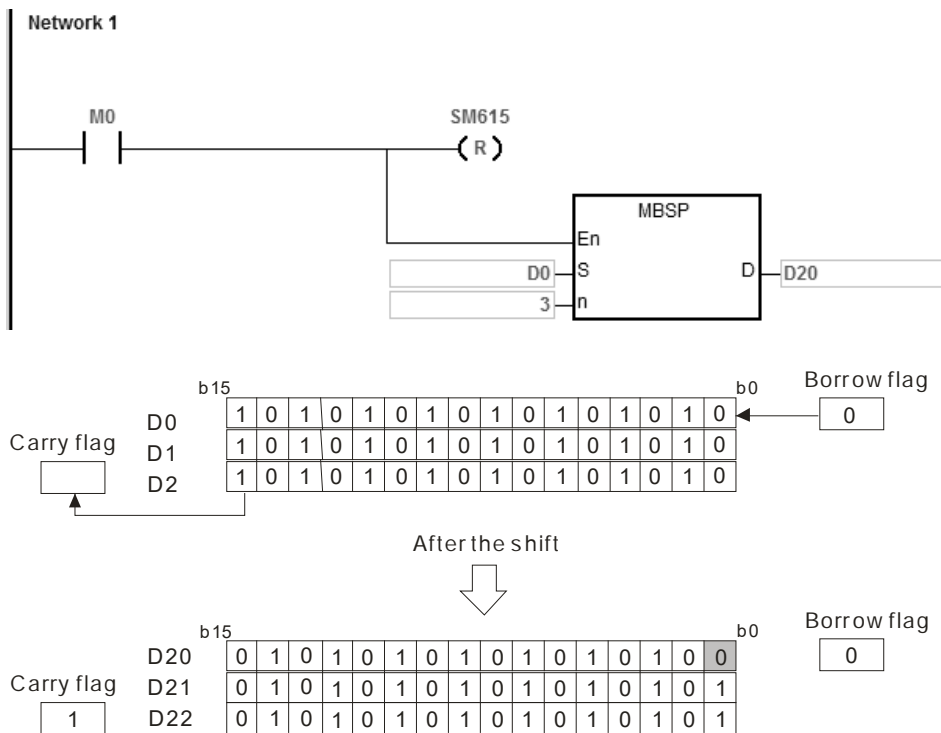 Network 1
M0
SM615
R
MBSP
En
D0 S D D20
3 n
b15 b0 Borrow flag
D0 1 0 1 0 1 0 1 0 1 0 1 0 1 0 1 0 0
Carry flag D1 1 0 1 0 1 0 1 0 1 0 1 0 1 0 1 0
D2 1 0 1 0 1 0 1 0 1 0 1 0 1 0 1 0
After the shift
b15 b0 Borrow flag
D20 0 1 0 1 0 1 0 1 0 1 0 1 0 1 0 0 0
Carry flag D21 0 1 0 1 0 1 0 1 0 1 0 1 0 1 0 1
1 D22 0 1 0 1 0 1 0 1 0 1 0 1 0 1 0 1